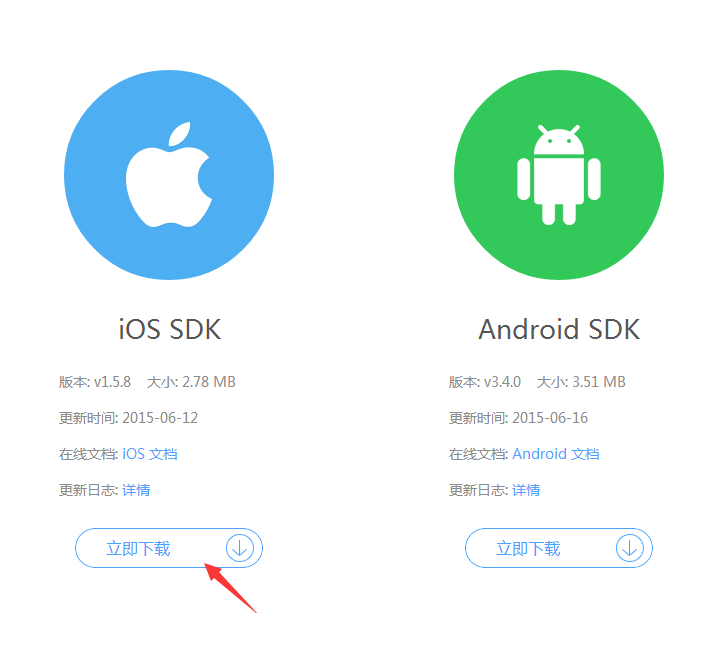 iOS SDK
版本: v1.5.8 大小: 2.78 MB
更新时间: 2015-06-12
在线文档: iOS 文档
更新日志: 详情
立即下载
Android SDK
版本: v3.4.0 大小: 3.51 MB
更新时间: 2015-06-16
在线文档: Android 文档
更新日志: 详情
立即下载